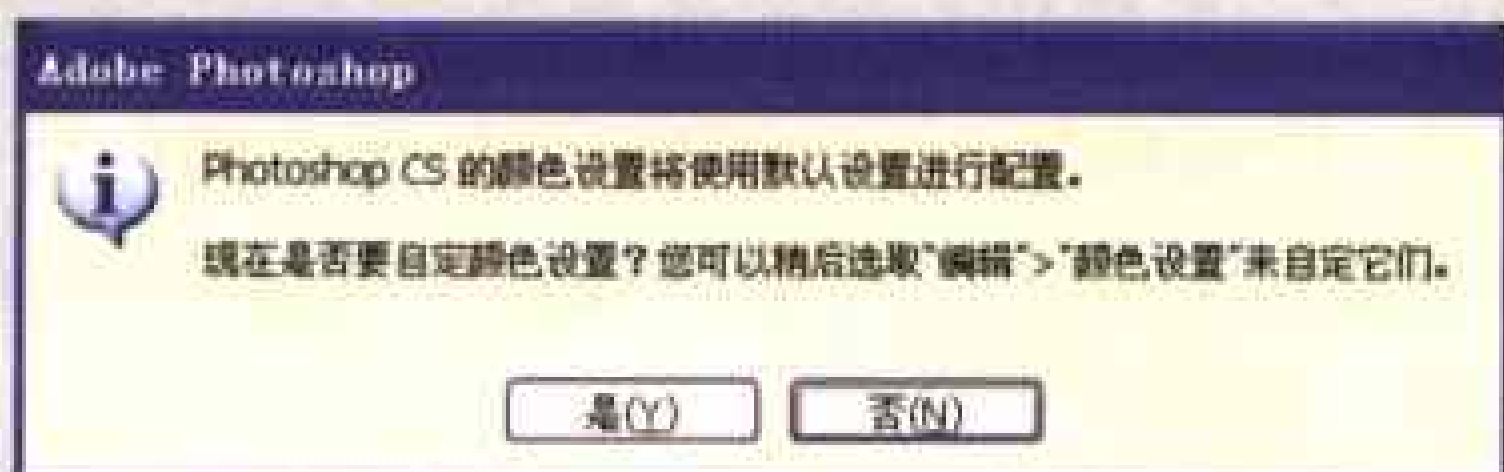 Adobe Photoshop
Photoshop CS 的颜色设置将使用默认设置进行配置。
现在是否要自定颜色设置？您可以稍后选取"编辑">"颜色设置"来自定它们。
是(Y) 否(N)